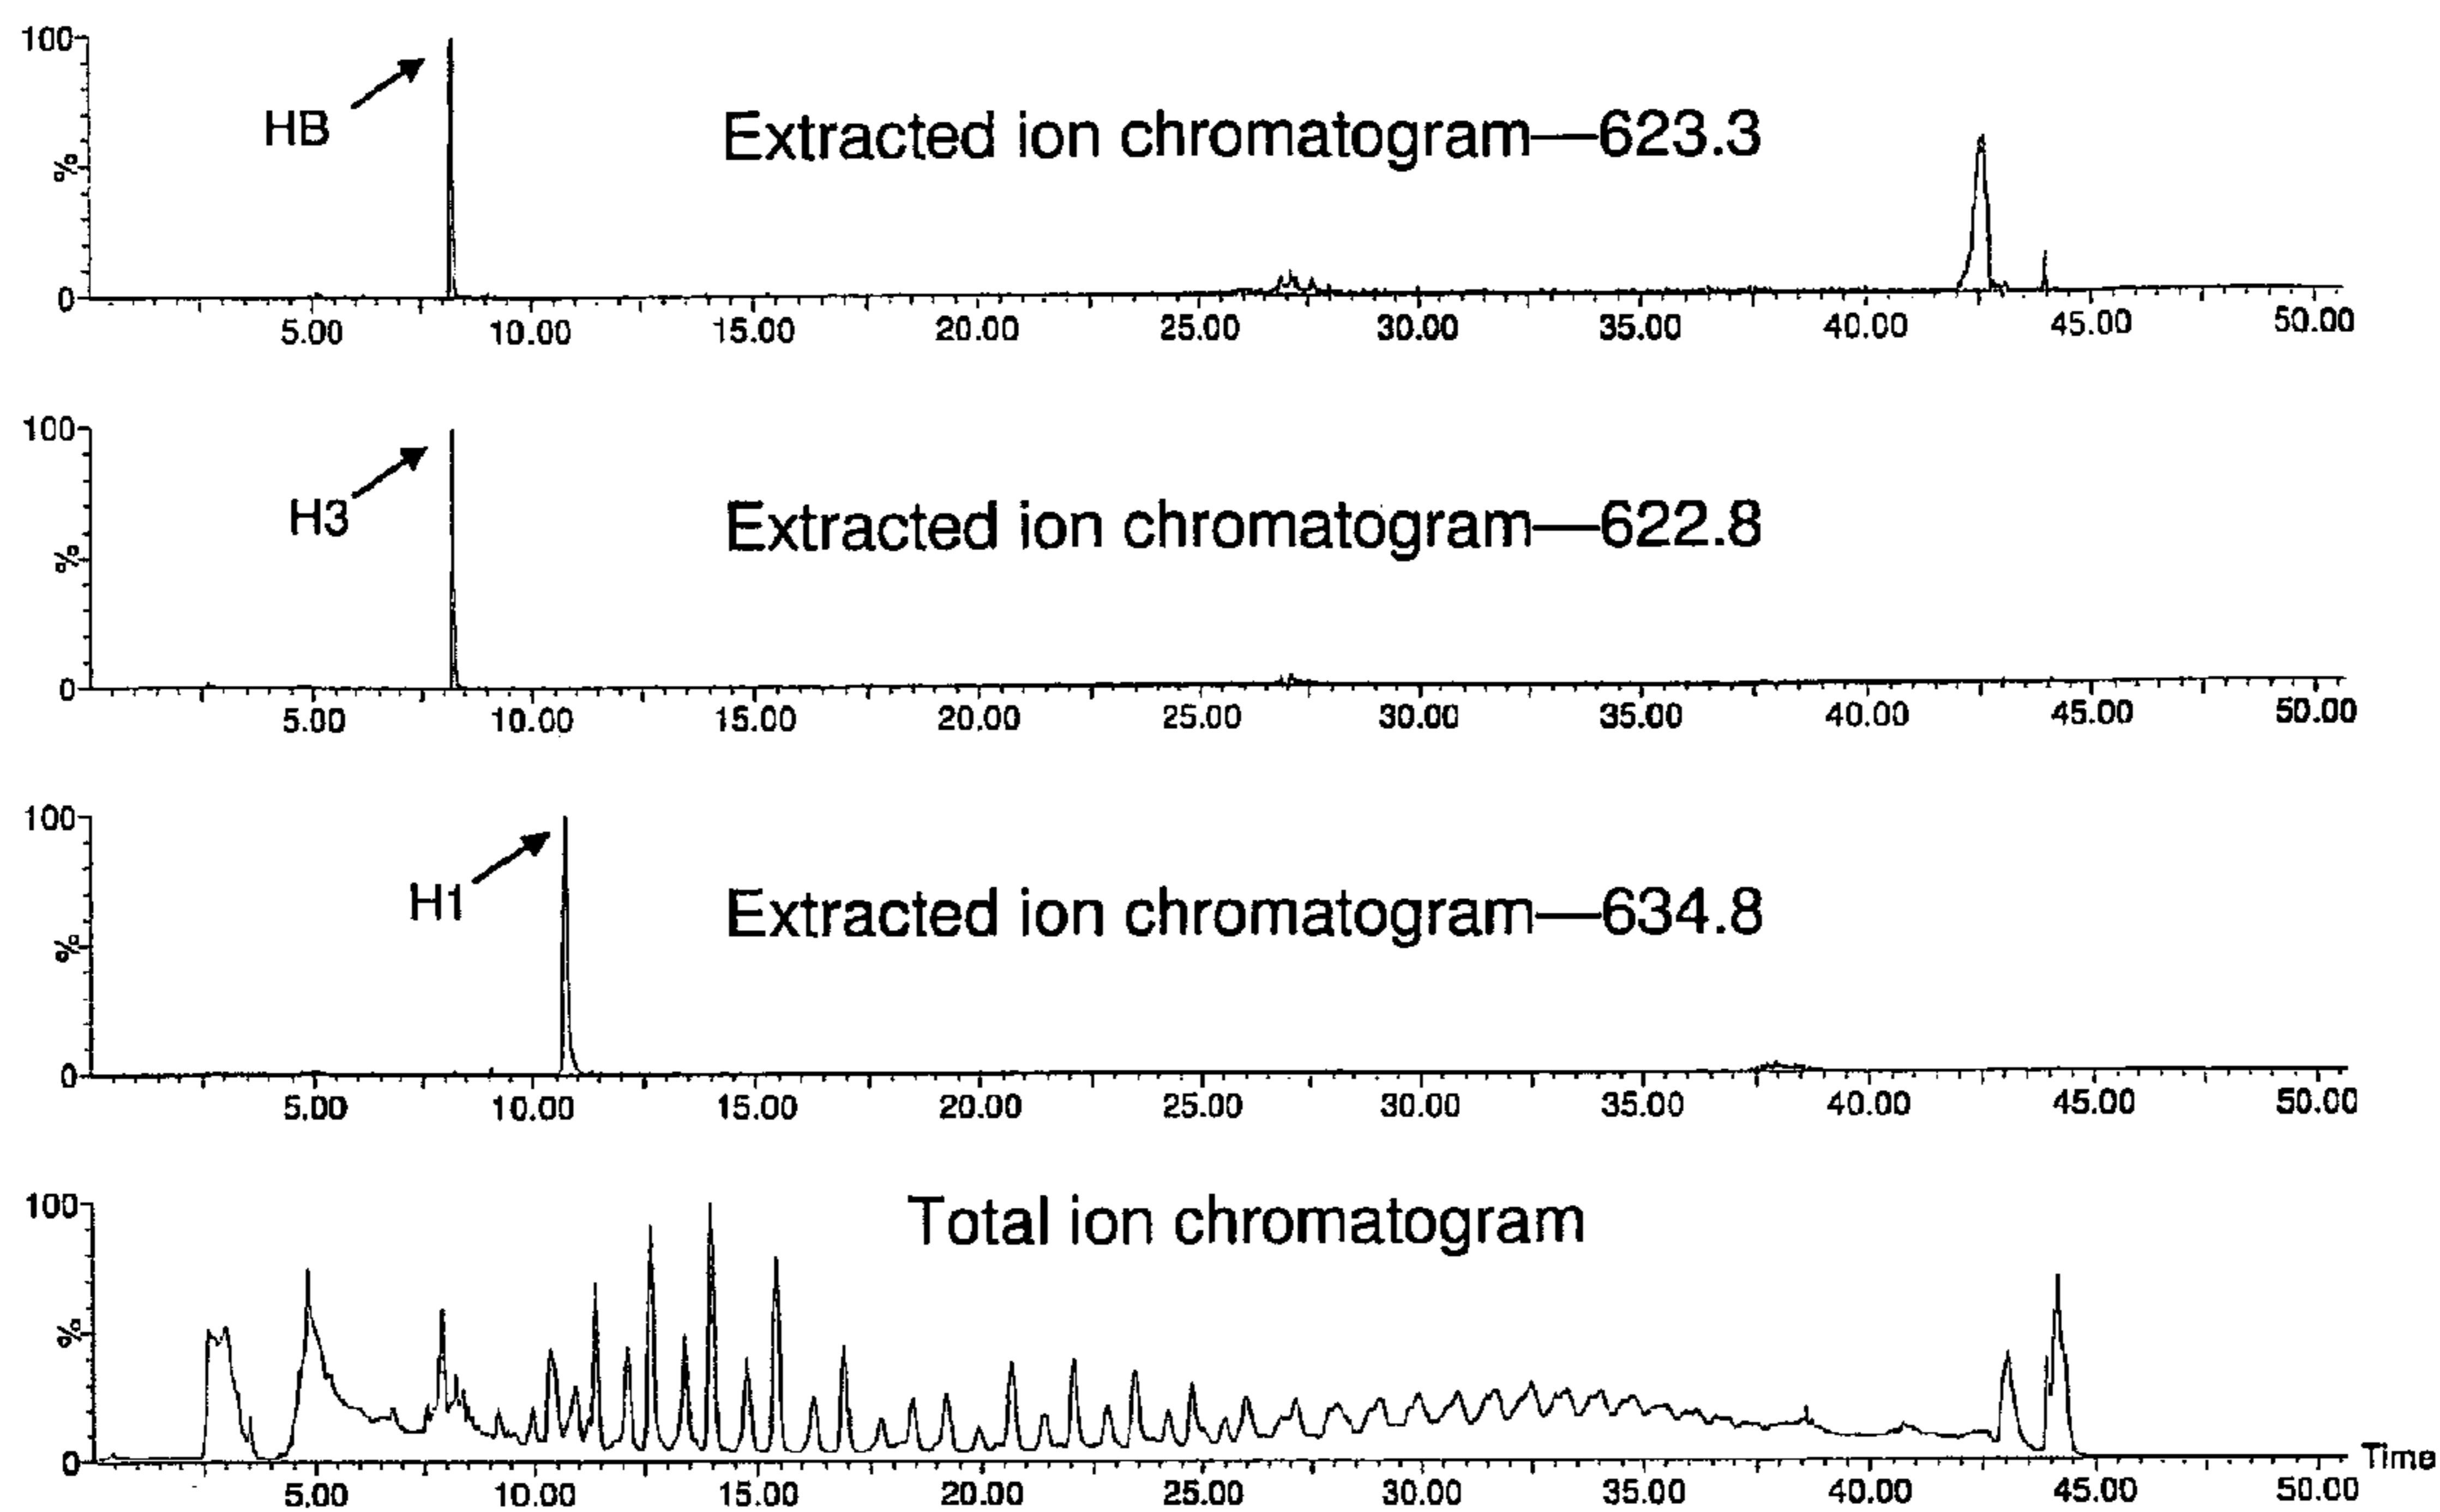 100
HB
Extracted ion chromatogram—623.3
%
0
5.00 10.00 15.00 20.00 25.00 30.00 35.00 40.00 45.00 50.00
100
H3
Extracted ion chromatogram—622.8
%
0
5.00 10.00 15.00 20.00 25.00 30.00 35.00 40.00 45.00 50.00
100
H1
Extracted ion chromatogram—634.8
%
0
5.00 10.00 15.00 20.00 25.00 30.00 35.00 40.00 45.00 50.00
100
Total ion chromatogram
%
0
Time
5.00 10.00 15.00 20.00 25.00 30.00 35.00 40.00 45.00 50.00